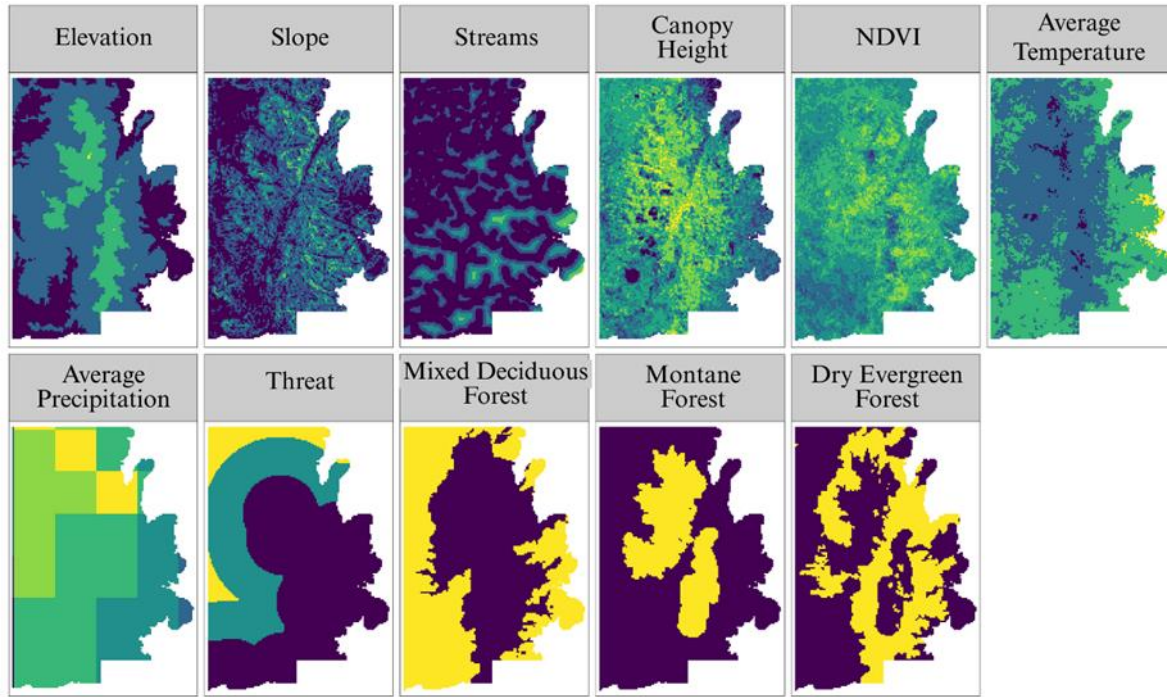 Elevation
Slope
Streams
Canopy
Height
NDVI
Average
Temperature
Average
Precipitation
Threat
Mixed Deciduous
Forest
Montane
Forest
Dry Evergreen
Forest